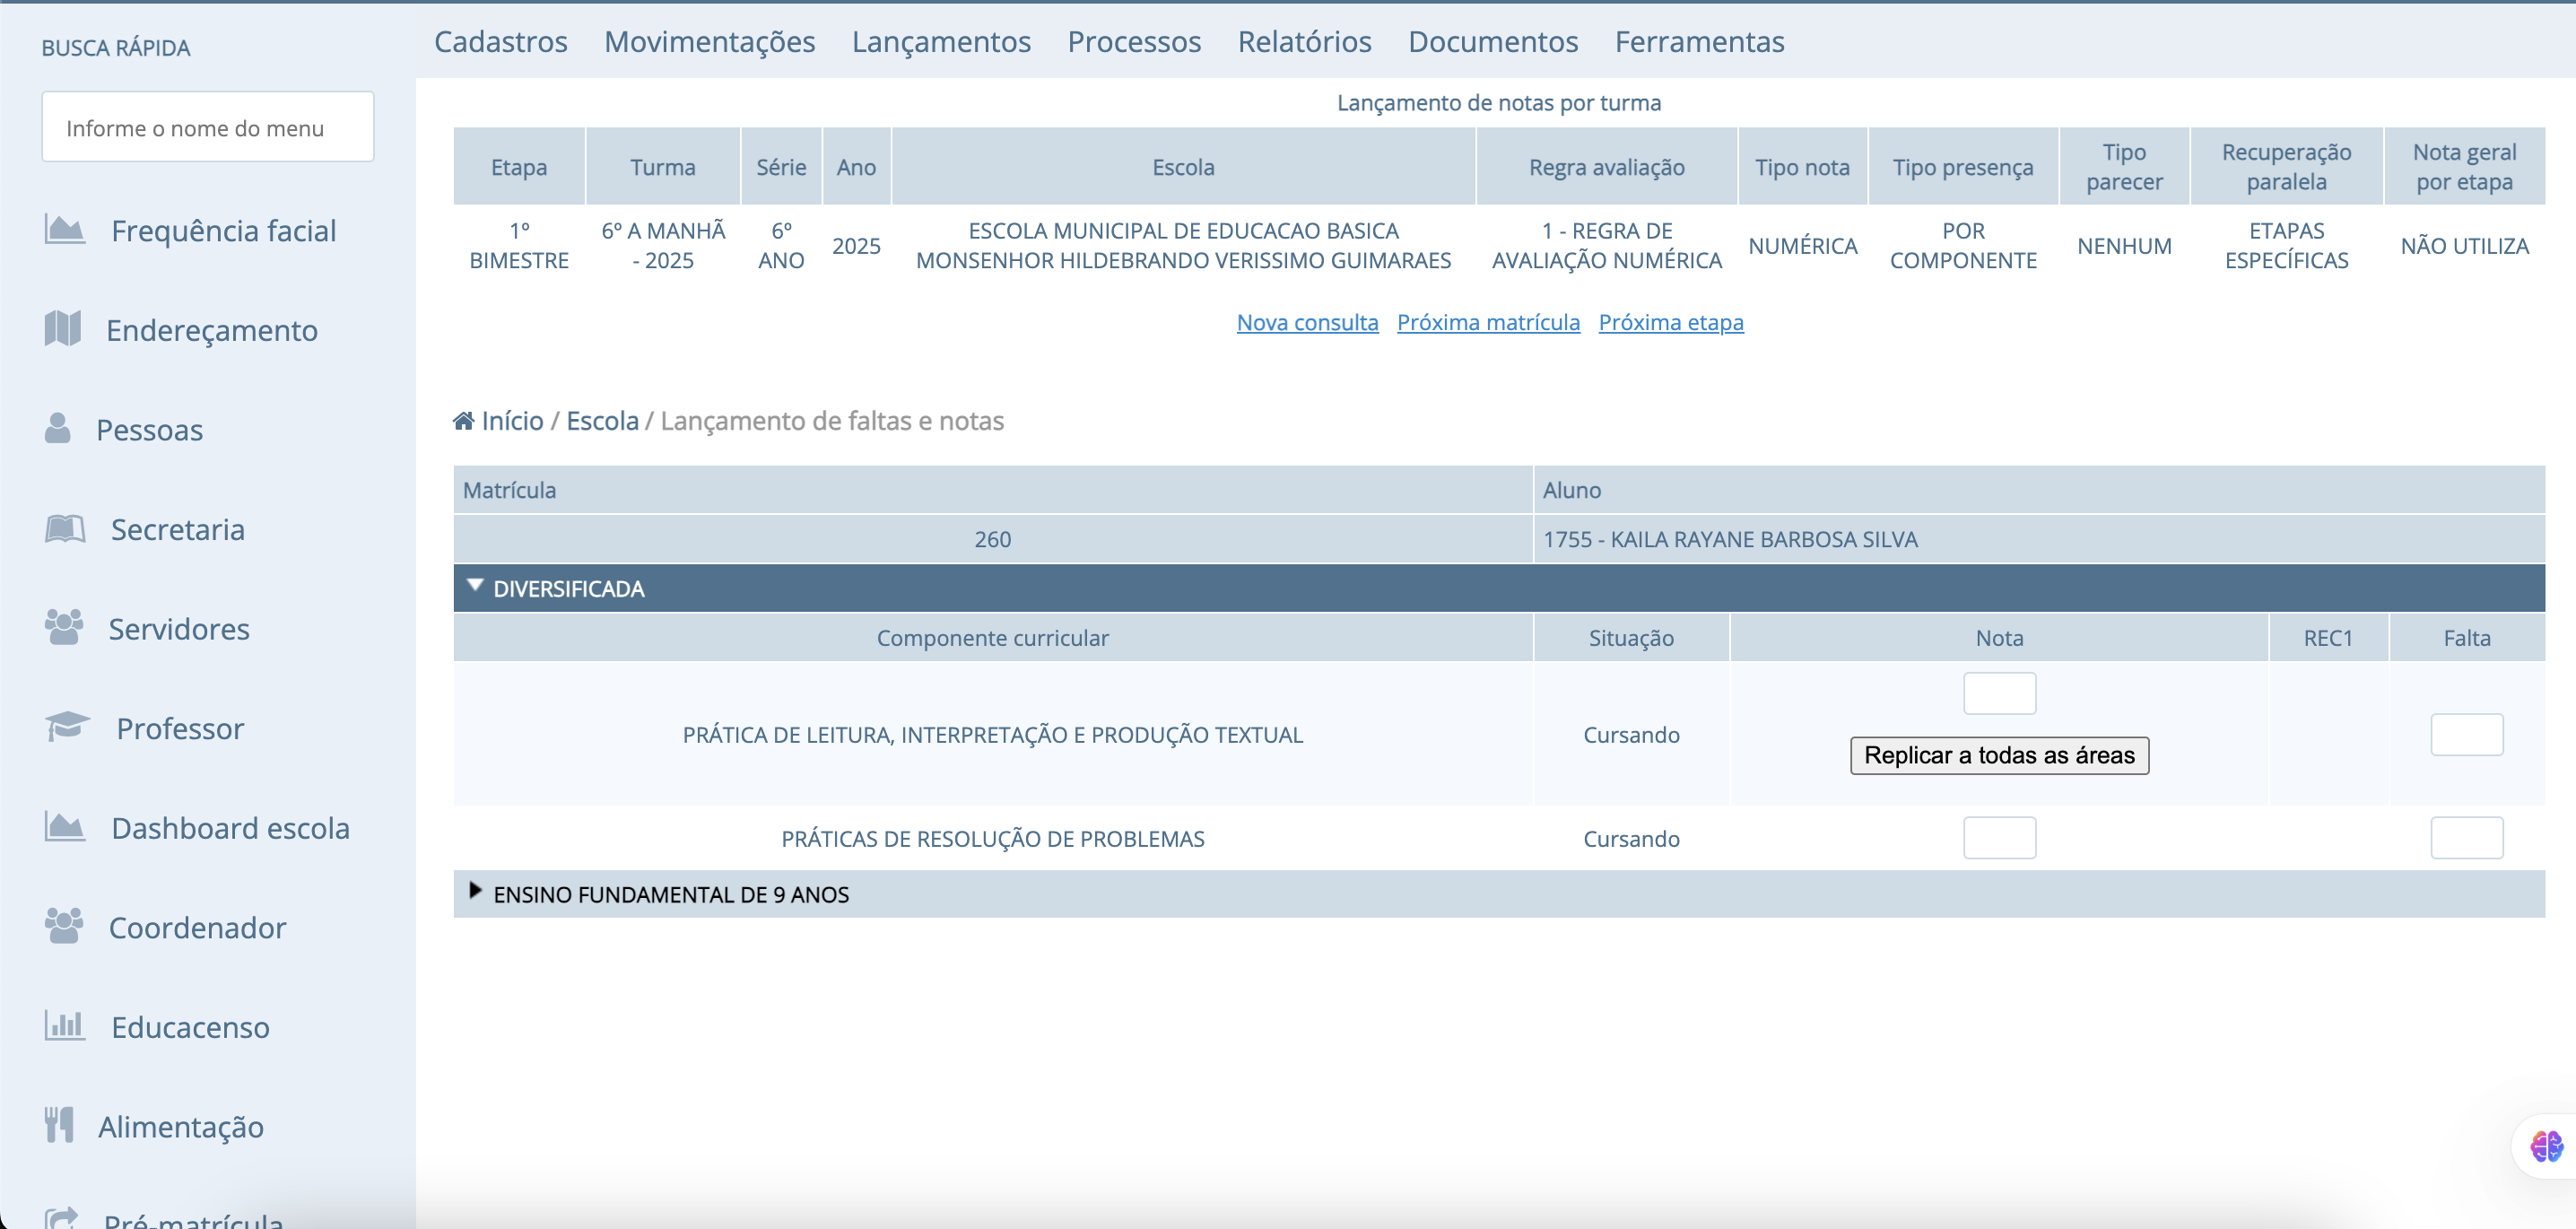 BUSCA RÁPIDA
Informe o nome do menu
Frequência facial
Endereçamento
Pessoas
Secretaria
Servidores
Professor
Dashboard escola
Coordenador
Educacenso
Alimentação
Pré-matrícula
Cadastros Movimentações Lançamentos Processos Relatórios Documentos Ferramentas
Lançamento de notas por turma
Etapa Turma Série Ano Escola Regra avaliação Tipo nota Tipo presença Tipo parecer Recuperação paralela Nota geral por etapa
1º BIMESTRE 6º A MANHÃ - 2025 6º ANO 2025 ESCOLA MUNICIPAL DE EDUCACAO BASICA MONSENHOR HILDEBRANDO VERISSIMO GUIMARAES 1 - REGRA DE AVALIAÇÃO NUMÉRICA NUMÉRICA POR COMPONENTE NENHUM ETAPAS ESPECÍFICAS NÃO UTILIZA
Nova consulta Próxima matrícula Próxima etapa
Início / Escola / Lançamento de faltas e notas
Matrícula Aluno
260 1755 - KAILA RAYANE BARBOSA SILVA
DIVERSIFICADA
Componente curricular Situação Nota REC1 Falta
PRÁTICA DE LEITURA, INTERPRETAÇÃO E PRODUÇÃO TEXTUAL Cursando Replicar a todas as áreas
PRÁTICAS DE RESOLUÇÃO DE PROBLEMAS Cursando
ENSINO FUNDAMENTAL DE 9 ANOS